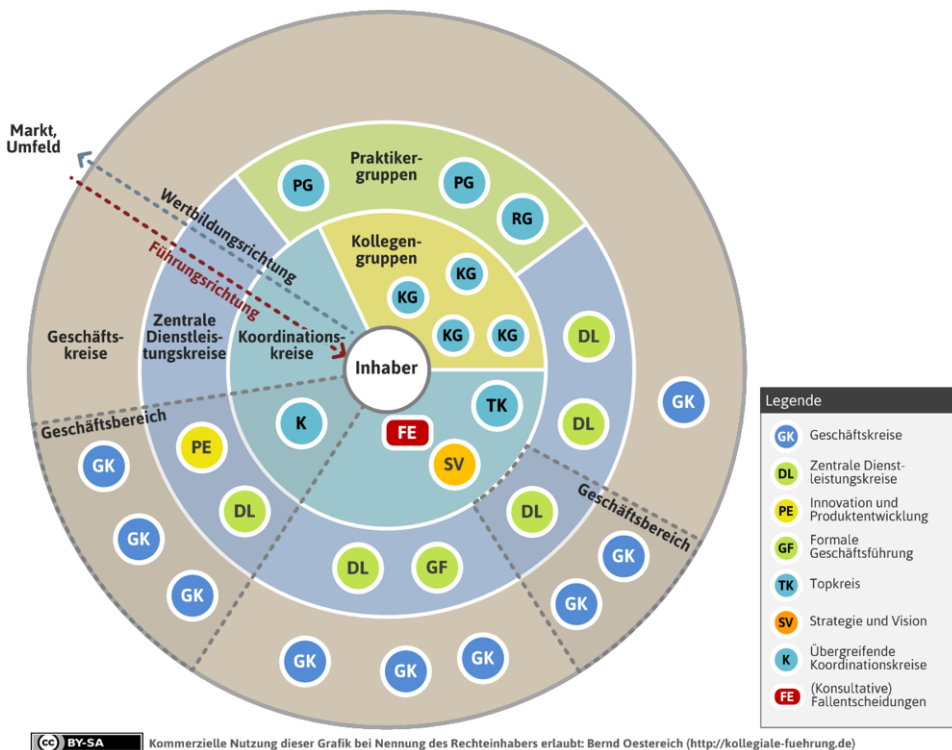 Markt,
Umfeld
Praktiker-
gruppen
PG
PG
RG
Wertbildungsrichtung
Führungsrichtung
Kollegen-
gruppen
KG
KG
KG
KG
Geschäfts-
kreise
Zentrale
Dienstleis-
tungskreise
Koordinations-
kreise
Inhaber
DL
GK
Geschäftsbereich
K
TK
FE
DL
PE
SV
GK
DL
DL
Geschäftsbereich
GK
GK
DL
GF
GK
GK
GK
GK
GK
Legende
GK Geschäftskreise
DL Zentrale Dienst-
leistungskreise
PE Innovation und
Produktentwicklung
GF Formale
Geschäftsführung
TK Topkreis
SV Strategie und Vision
K Übergreifende
Koordinationskreise
FE (Konsultative)
Fallentscheidungen
cc BY-SA Kommerzielle Nutzung dieser Grafik bei Nennung des Rechteinhabers erlaubt: Bernd Oestereich (http://kollegiale-fuehrung.de)